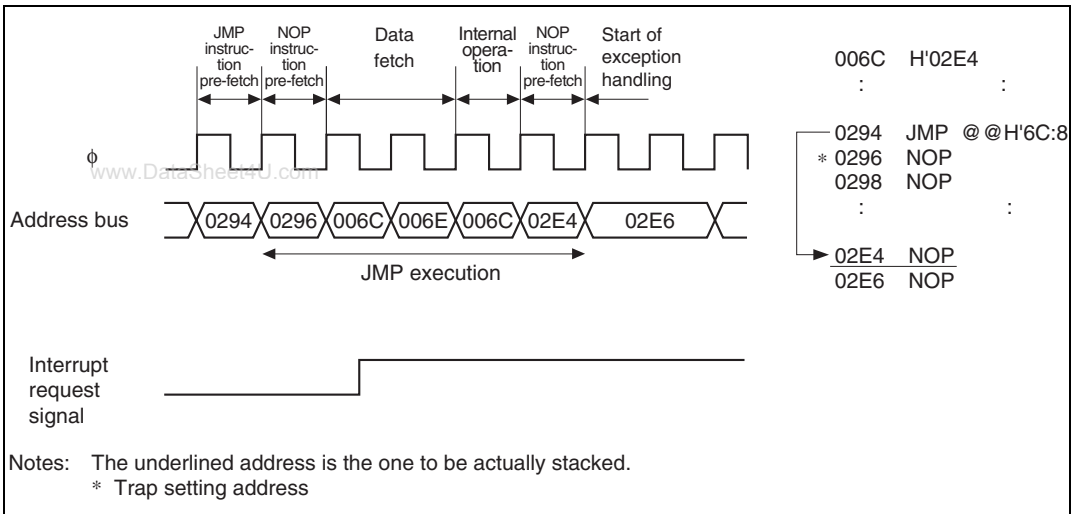 JMP instruc- tion pre-fetch
NOP instruc- tion pre-fetch
Data fetch
Internal opera- tion
NOP instruc- tion pre-fetch
Start of exception handling
φ
www.DataSheet4U.com
Address bus
0294 0296 006C 006E 006C 02E4 02E6
JMP execution
Interrupt request signal
006C H'02E4
: :
0294 JMP @@H'6C:8
* 0296 NOP
0298 NOP
: :
02E4 NOP
02E6 NOP
Notes: The underlined address is the one to be actually stacked.
* Trap setting address